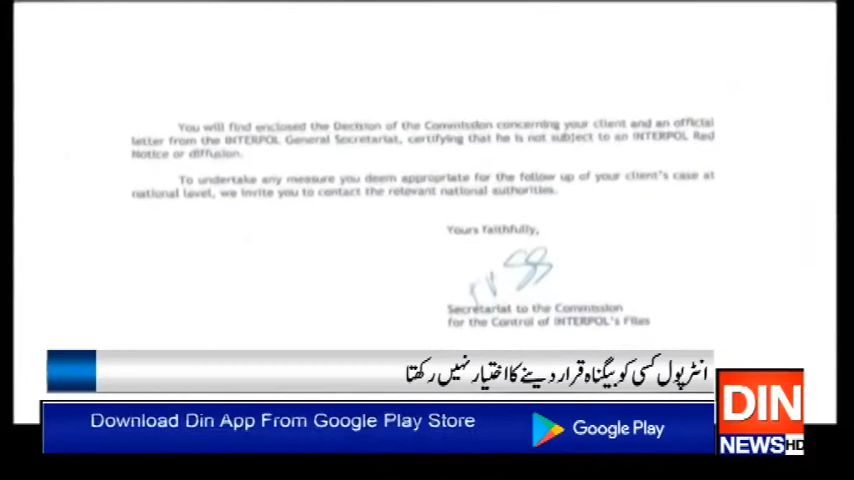 You will find enclosed the Decision of the Commission concerning your client and an official
letter from the INTERPOL General Secretariat, certifying that he is not subject to an INTERPOL Red
Notice or diffusion.
To undertake any measure you deem appropriate for the follow up of your client's case at
national level, we invite you to contact the relevant national authorities.
Yours faithfully,
Secretariat to the Commission
for the Control of INTERPOL's Files
انٹرپول کسی کو بیگناہ قرار دینے کا اختیار نہیں رکھتا
Download Din App From Google Play Store
Google Play
DIN
NEWS HD